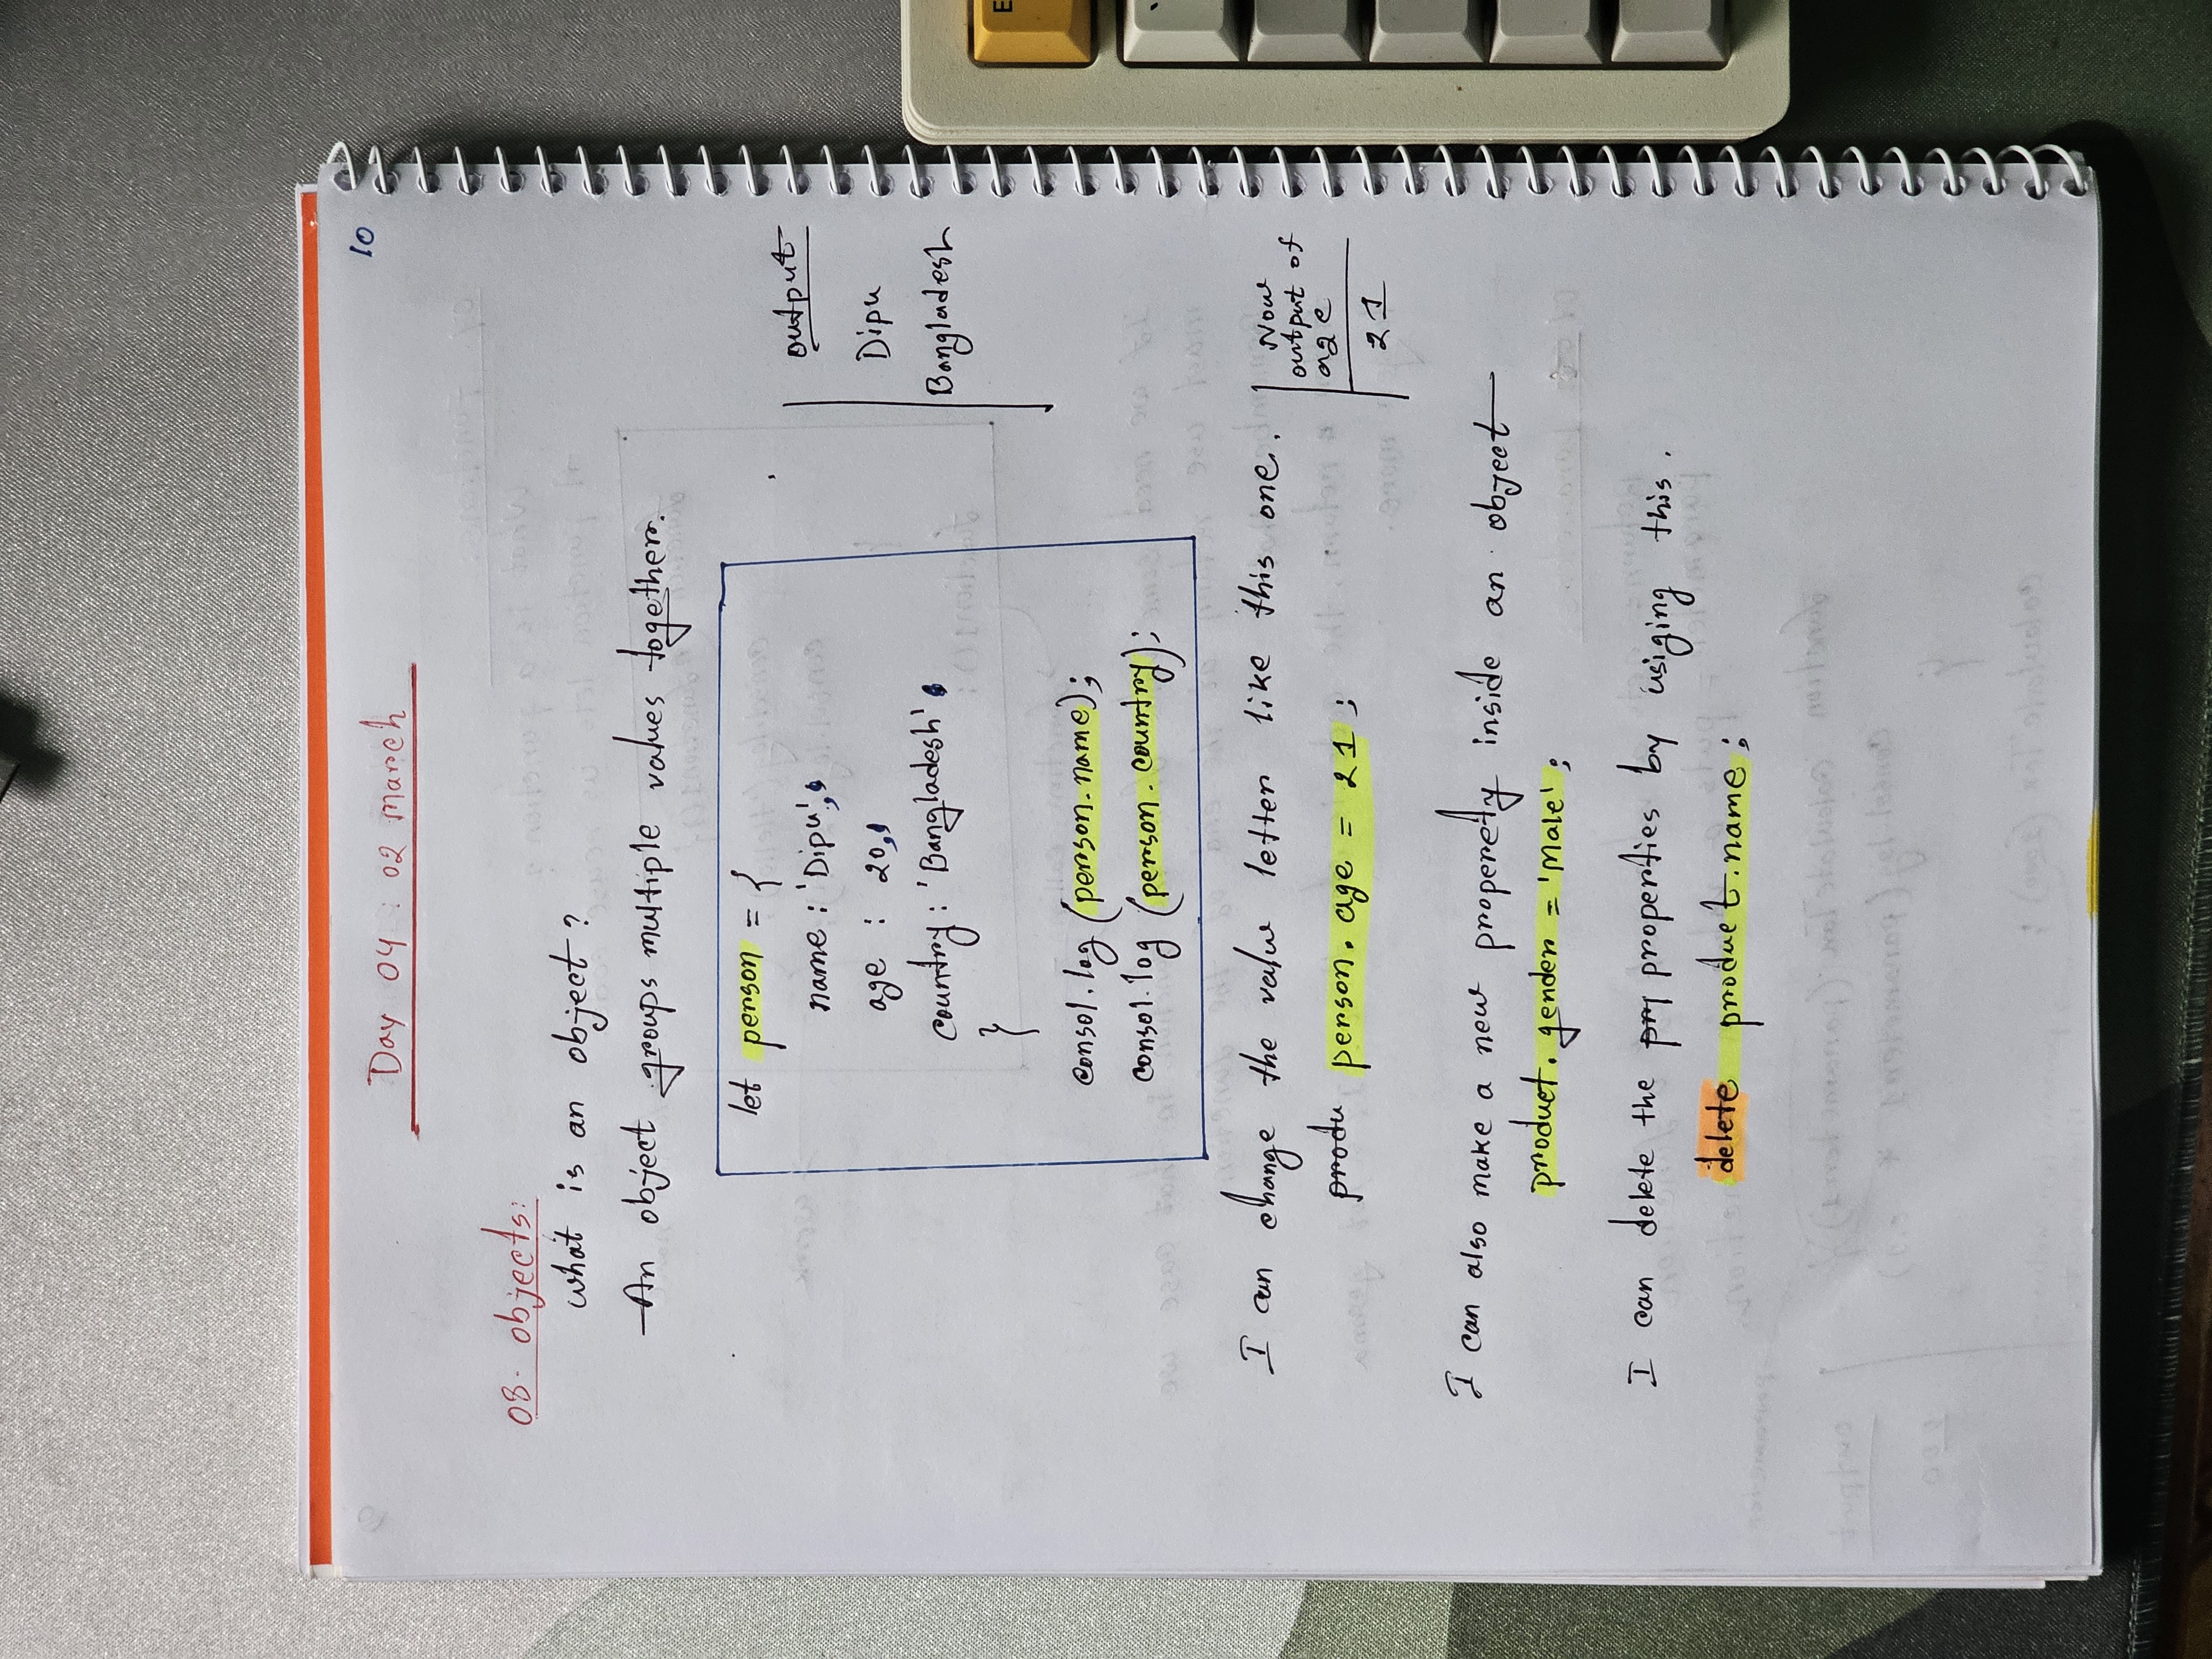 10
Day 04 : 02 March
08. objects:
what is an object?
An object groups multiple values together.
let person = {
name : 'Dipu',
age : 20,
country : 'Bangladesh'
}
consol.log (person.name);
consol.log (person.country);
output
Dipu
Bangladesh
I can change the value letter like this one.
produ person.age = 21 ;
Now
output of
age
21
I can also make a new properety inside an object
product.gender = 'Male' ;
I can delete the pry properties by usiging this.
delete product.name ;
E